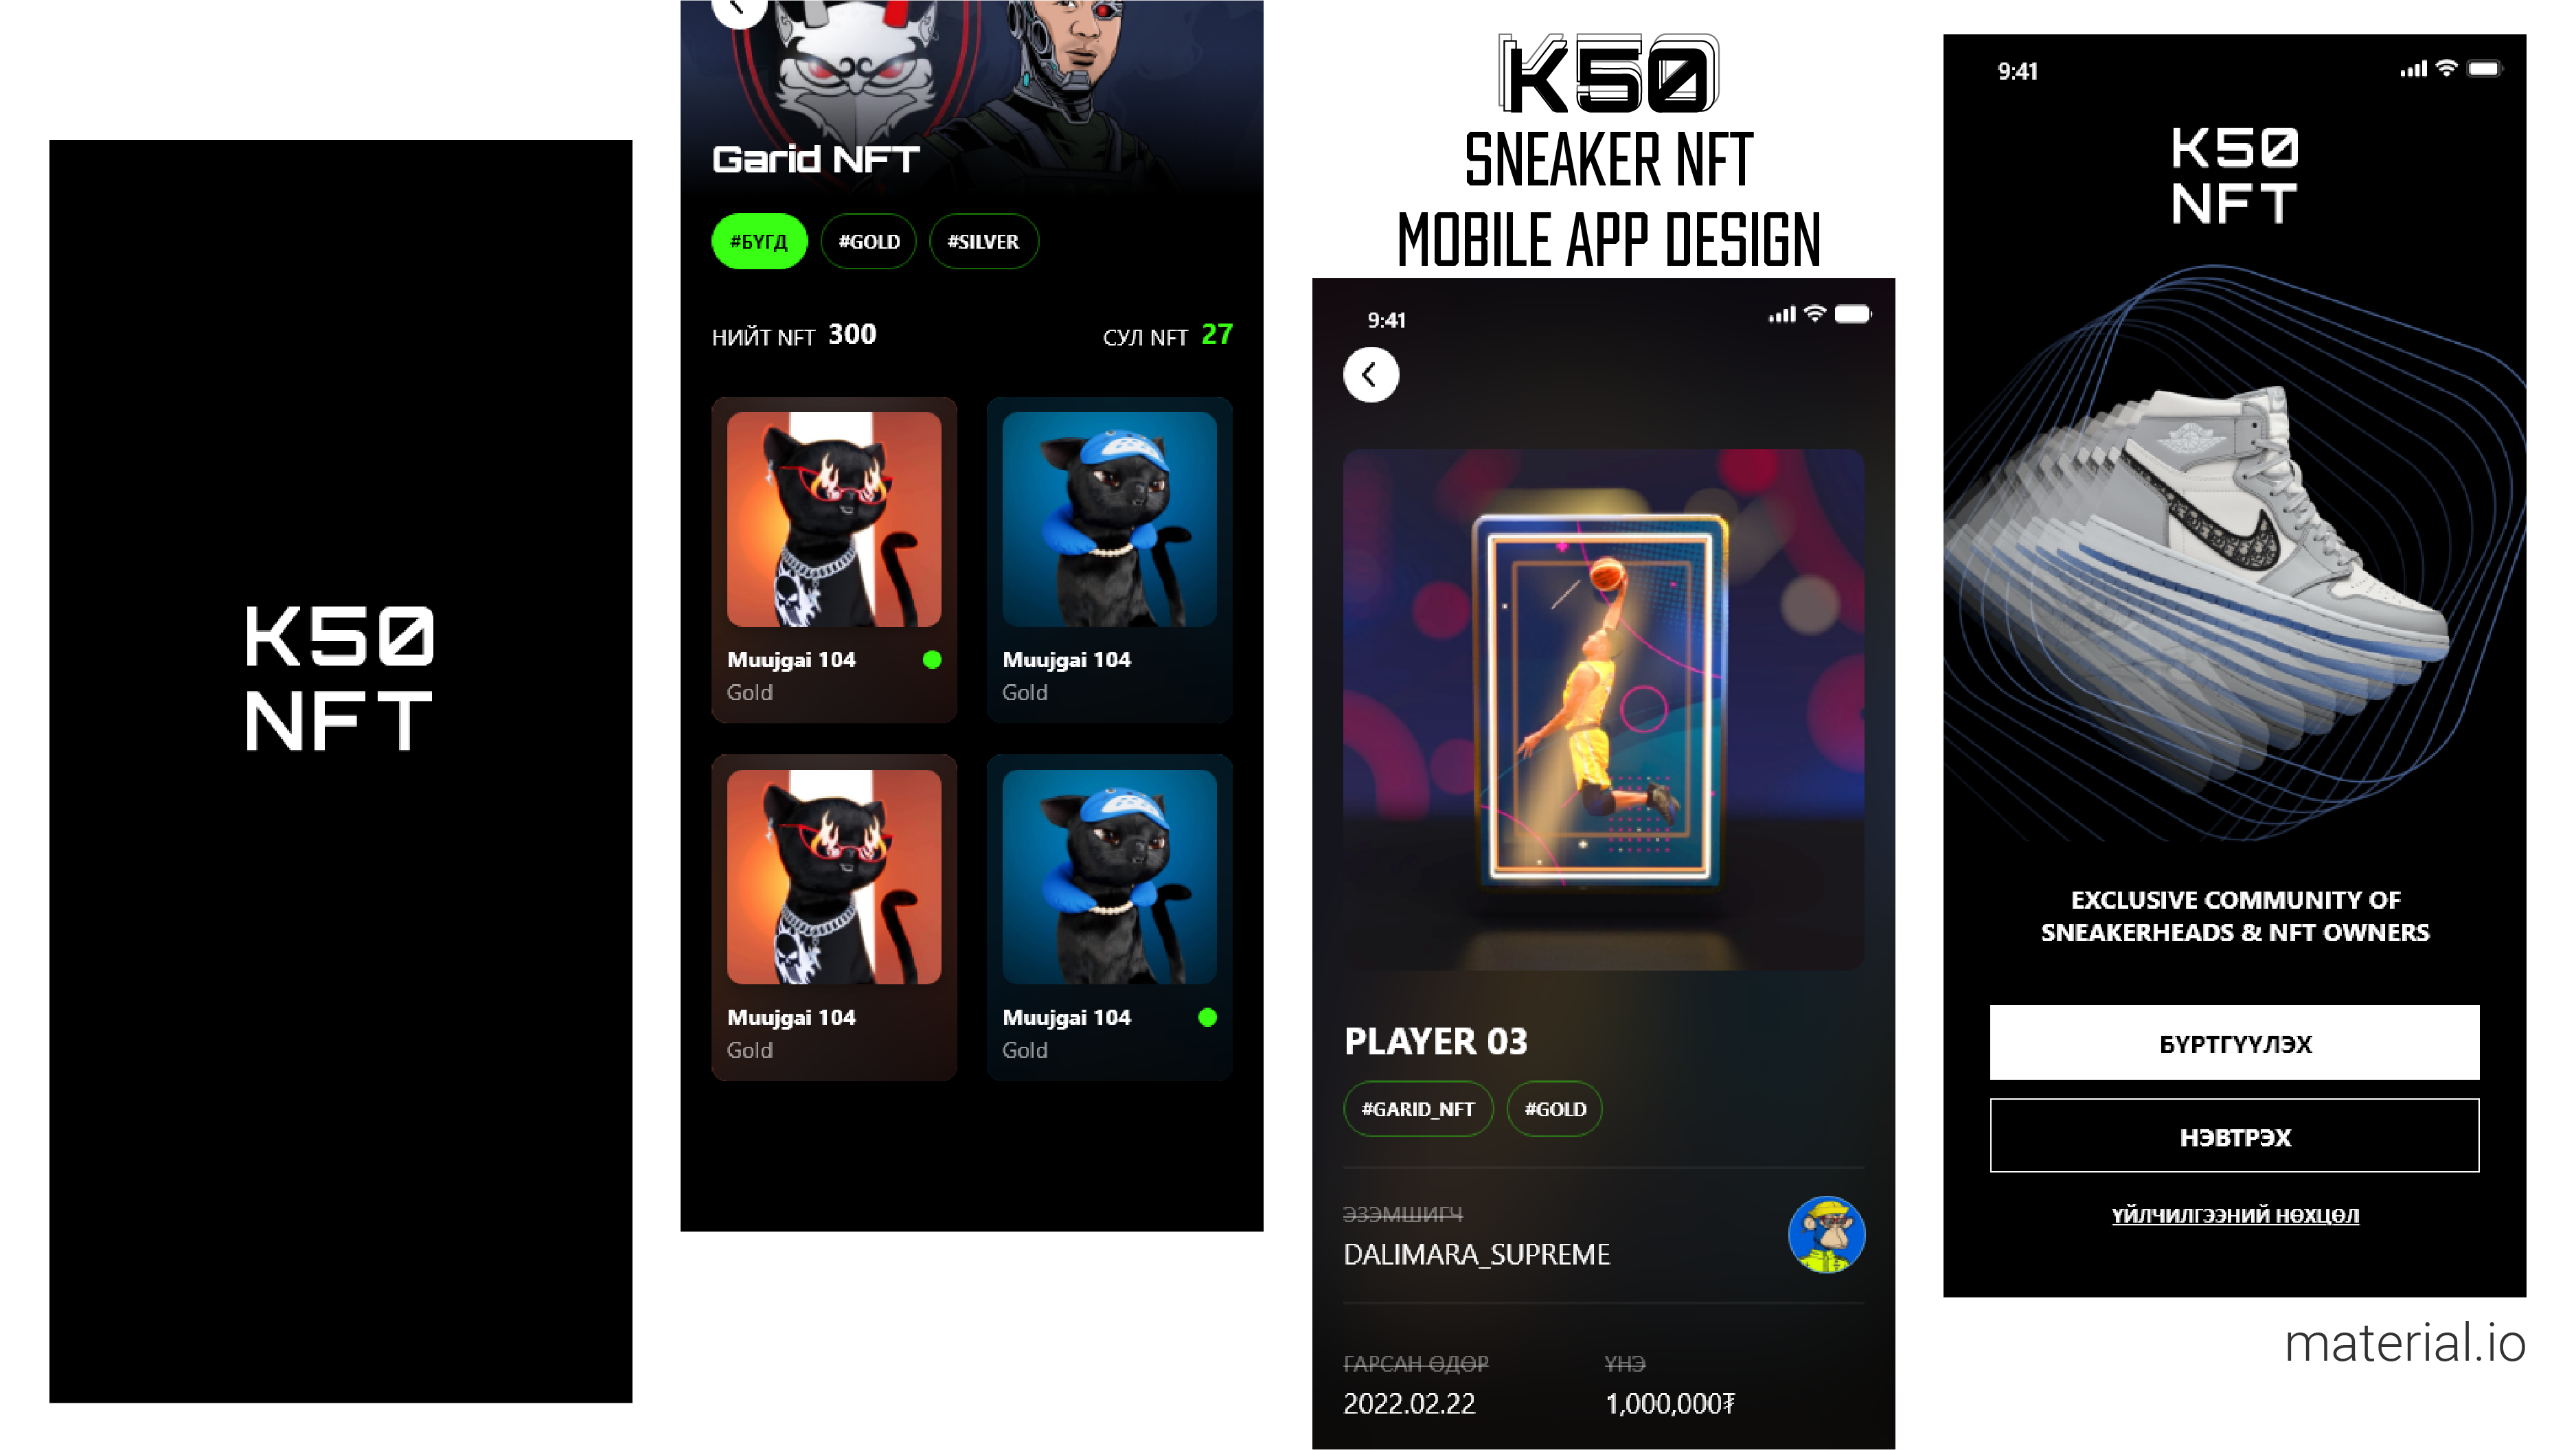 K50
NFT
Garid NFT
#БҮГД
#GOLD
#SILVER
НИЙТ NFT 300
СУЛ NFT 27
Muujgai 104
Gold
Muujgai 104
Gold
Muujgai 104
Gold
Muujgai 104
Gold
K50
SNEAKER NFT
MOBILE APP DESIGN
9:41
PLAYER 03
#GARID_NFT
#GOLD
ЭЗЭМШИГЧ
DALIMARA_SUPREME
ГАРСАН ӨДӨР
2022.02.22
ҮНЭ
1,000,000₮
9:41
K50
NFT
EXCLUSIVE COMMUNITY OF
SNEAKERHEADS & NFT OWNERS
БҮРТГҮҮЛЭХ
НЭВТРЭХ
ҮЙЛЧИЛГЭЭНИЙ НӨХЦӨЛ
material.io